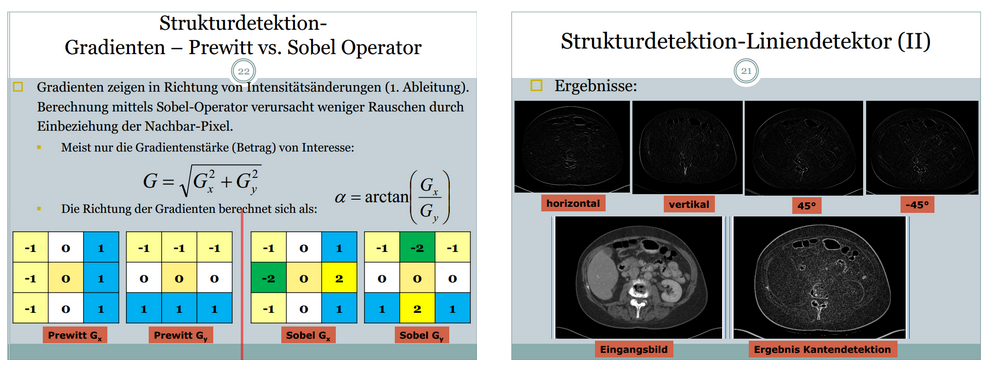 Strukturdetektion-
Gradienten – Prewitt vs. Sobel Operator
22
Gradienten zeigen in Richtung von Intensitätsänderungen (1. Ableitung).
Berechnung mittels Sobel-Operator verursacht weniger Rauschen durch
Einbeziehung der Nachbar-Pixel.
Meist nur die Gradientenstärke (Betrag) von Interesse:
G = √(G_x^2 + G_y^2)
Die Richtung der Gradienten berechnet sich als:
α = arctan(G_x / G_y)
-1 0 1
-1 0 1
-1 0 1
Prewitt G_x
-1 -1 -1
0 0 0
1 1 1
Prewitt G_y
-1 0 1
-2 0 2
-1 0 1
Sobel G_x
-1 -2 -1
0 0 0
1 2 1
Sobel G_y
Strukturdetektion-Liniendetektor (II)
21
Ergebnisse:
horizontal
vertikal
45°
-45°
Eingangsbild
Ergebnis Kantendetektion